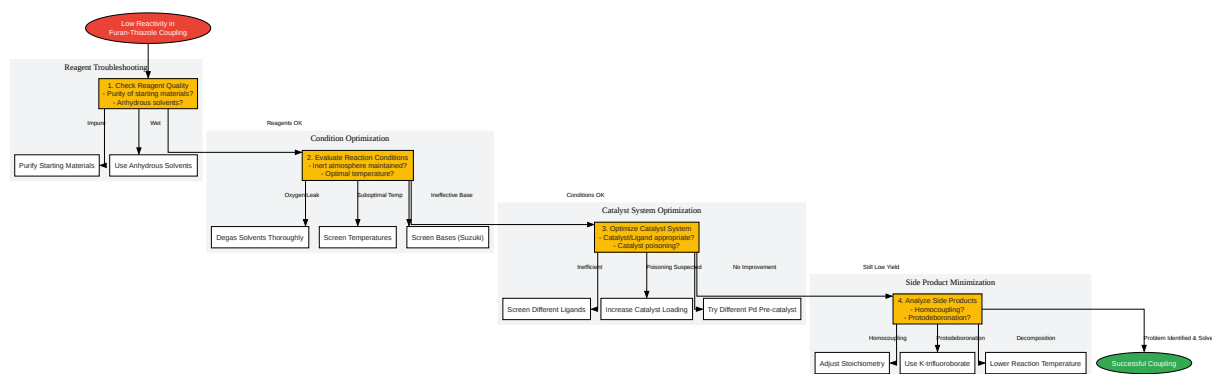 Low Reactivity in
Furan-Thiazole Coupling
Reagent Troubleshooting
1. Check Reagent Quality
- Purity of starting materials?
- Anhydrous solvents?
Impure
Wet
Reagents OK
Purify Starting Materials
Use Anhydrous Solvents
Condition Optimization
2. Evaluate Reaction Conditions
- Inert atmosphere maintained?
- Optimal temperature?
Oxygen Leak
Suboptimal Temp
Ineffective Base
Conditions OK
Degas Solvents Thoroughly
Screen Temperatures
Screen Bases (Suzuki)
Catalyst System Optimization
3. Optimize Catalyst System
- Catalyst/Ligand appropriate?
- Catalyst poisoning?
Inefficient
Poisoning Suspected
No Improvement
Still Low Yield
Screen Different Ligands
Increase Catalyst Loading
Try Different Pd Pre-catalyst
Side Product Minimization
4. Analyze Side Products
- Homocoupling?
- Protodeboronation?
Homocoupling
Protodeboronation
Decomposition
Problem Identified & Solve
Adjust Stoichiometry
Use K-trifluoroborate
Lower Reaction Temperature
Successful Coupling